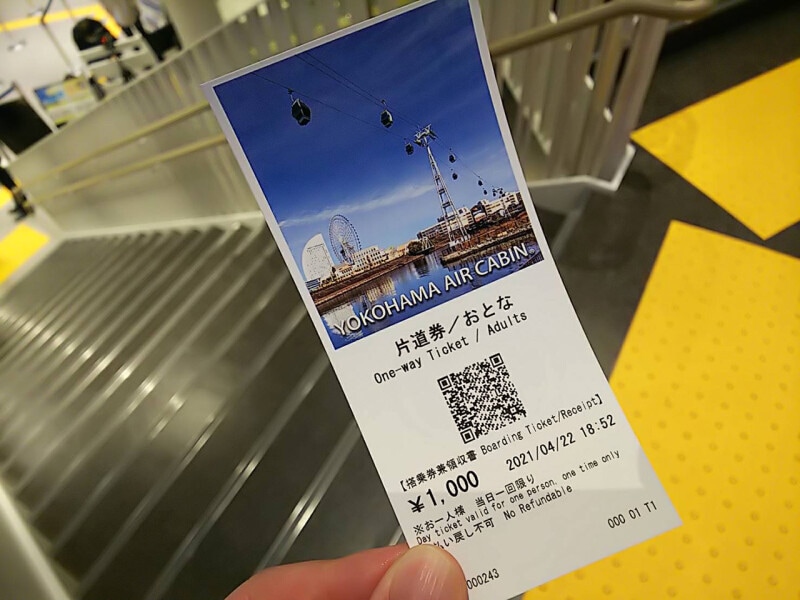 YOKOHAMA AIR CABIN
片道券／おとな
One-way Ticket / Adults
【搭乗券兼領収書 Boarding Ticket/Receipt】
¥1,000 2021/04/22 18:52
※お一人様 当日一回限り
Day ticket valid for one person, one time only
い戻し不可 No Refundable
000243
000 01 T1